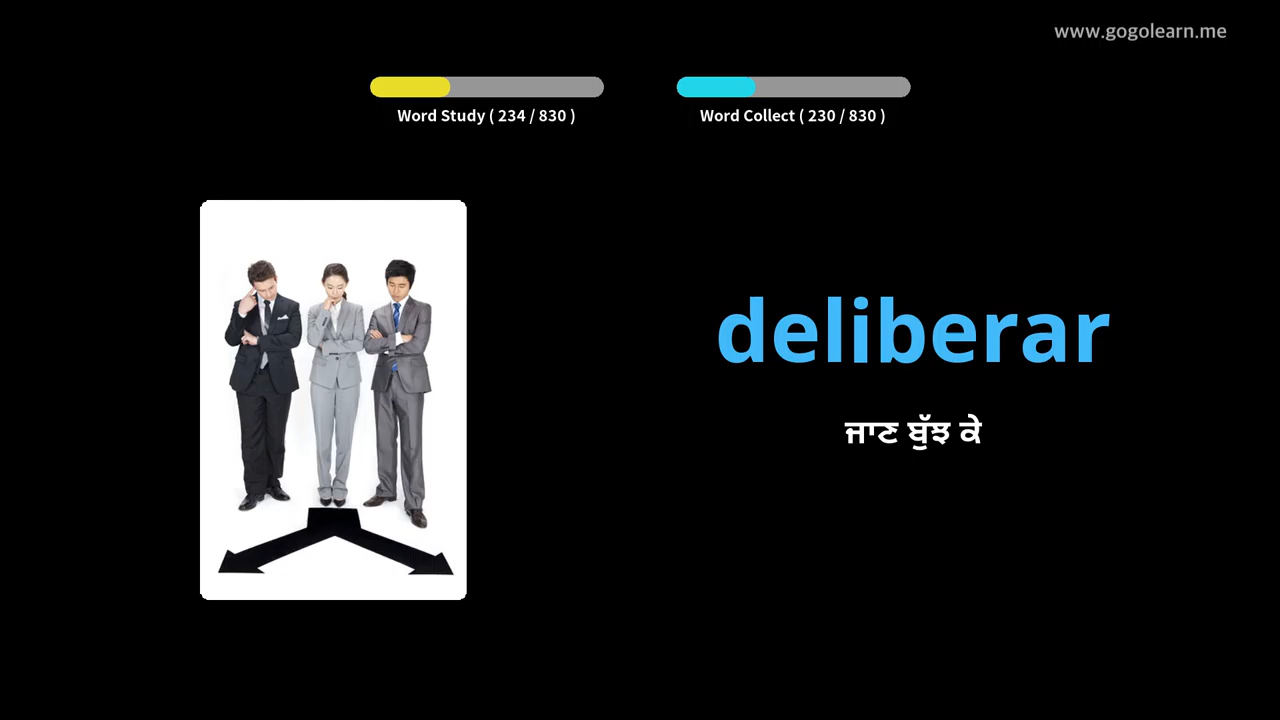 www.gogolearn.me
Word Study ( 234 / 830 )
Word Collect ( 230 / 830 )
deliberar
ਜਾਣ ਬੁੱਝ ਕੇ